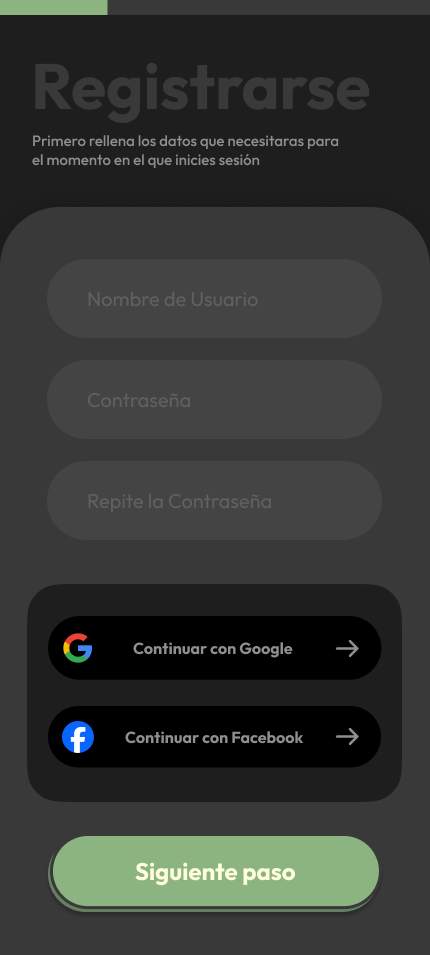 Registrarse
Primero rellena los datos que necesitaras para
el momento en el que inicies sesión
Nombre de Usuario
Contraseña
Repite la Contraseña
Continuar con Google
Continuar con Facebook
Siguiente paso